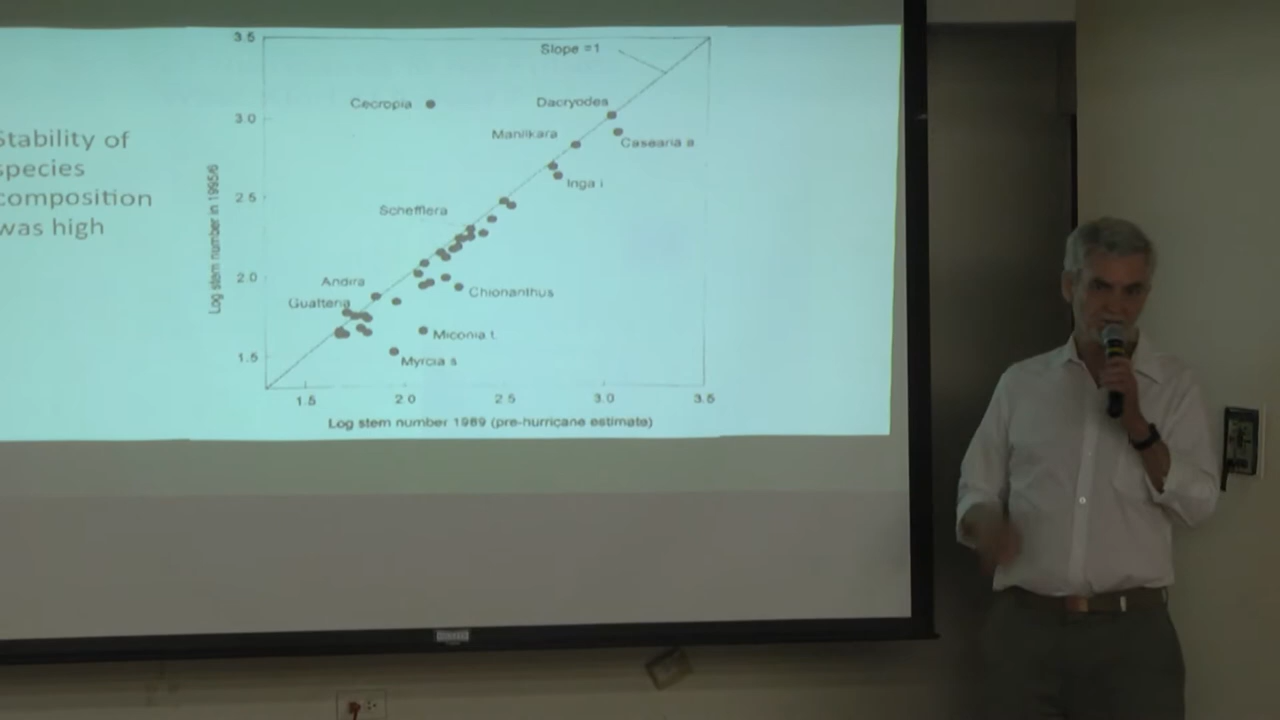 Stability of
species
composition
was high
3.5
3.0
2.5
2.0
1.5
Log stem number in 1995/6
Slope =1
Cecropia
Dacryodes
Manilkara
Casearia a
Inga i
Schefflera
Andira
Chionanthus
Guatteria
Miconia t
Myrcia s
1.5 2.0 2.5 3.0 3.5
Log stem number 1989 (pre-hurricane estimate)